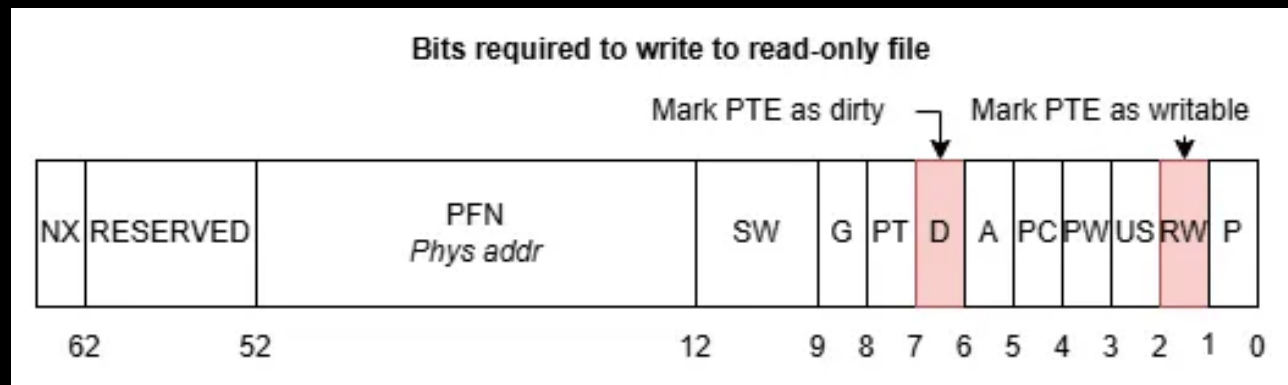 Bits required to write to read-only file
Mark PTE as dirty Mark PTE as writable
NX RESERVED PFN SW G PT D A PC PW US RW P
Phys addr
62 52 12 9 8 7 6 5 4 3 2 1 0